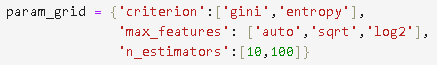 param_grid = {'criterion':['gini','entropy'],
'max_features': ['auto','sqrt','log2'],
'n_estimators':[10,100]}